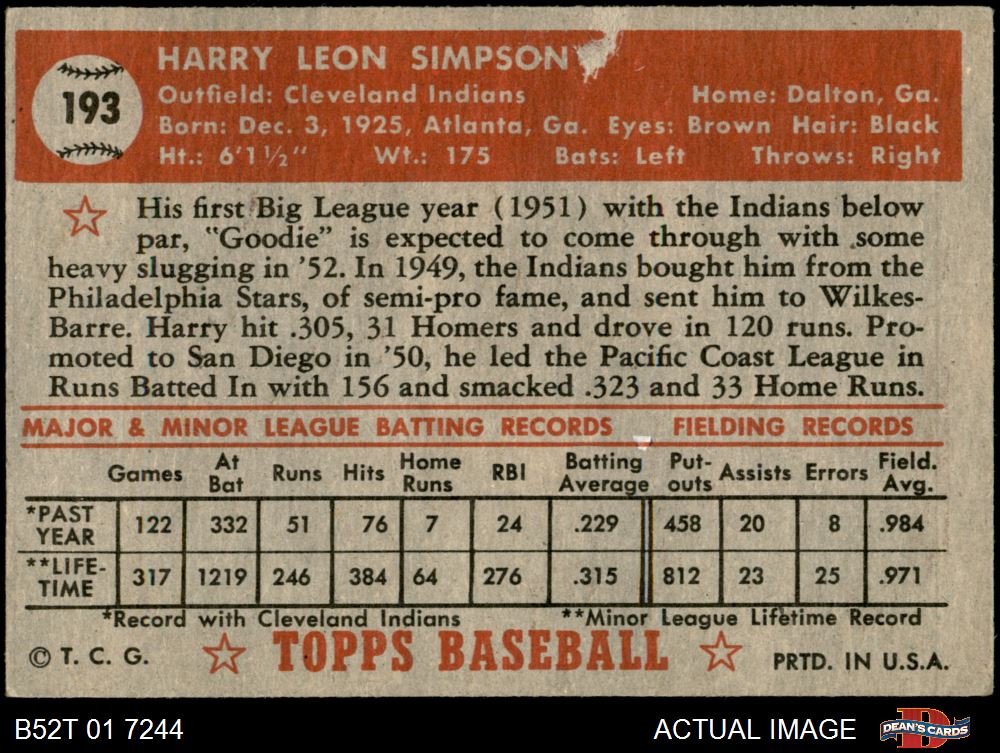 193
HARRY LEON SIMPSON
Outfield: Cleveland Indians Home: Dalton, Ga.
Born: Dec. 3, 1925, Atlanta, Ga. Eyes: Brown Hair: Black
Ht.: 6'1½" Wt.: 175 Bats: Left Throws: Right
His first Big League year (1951) with the Indians below
par, "Goodie" is expected to come through with some
heavy slugging in '52. In 1949, the Indians bought him from the
Philadelphia Stars, of semi-pro fame, and sent him to Wilkes-
Barre. Harry hit .305, 31 Homers and drove in 120 runs. Pro-
moted to San Diego in '50, he led the Pacific Coast League in
Runs Batted In with 156 and smacked .323 and 33 Home Runs.
MAJOR & MINOR LEAGUE BATTING RECORDS FIELDING RECORDS
Games At Bat Runs Hits Home Runs RBI Batting Average Put-outs Assists Errors Field. Avg.
*PAST YEAR 122 332 51 76 7 24 .229 458 20 8 .984
**LIFE-TIME 317 1219 246 384 64 276 .315 812 23 25 .971
*Record with Cleveland Indians **Minor League Lifetime Record
© T. C. G. TOPPS BASEBALL PRTD. IN U.S.A.
B52T 01 7244 ACTUAL IMAGE DEAN'S CARDS